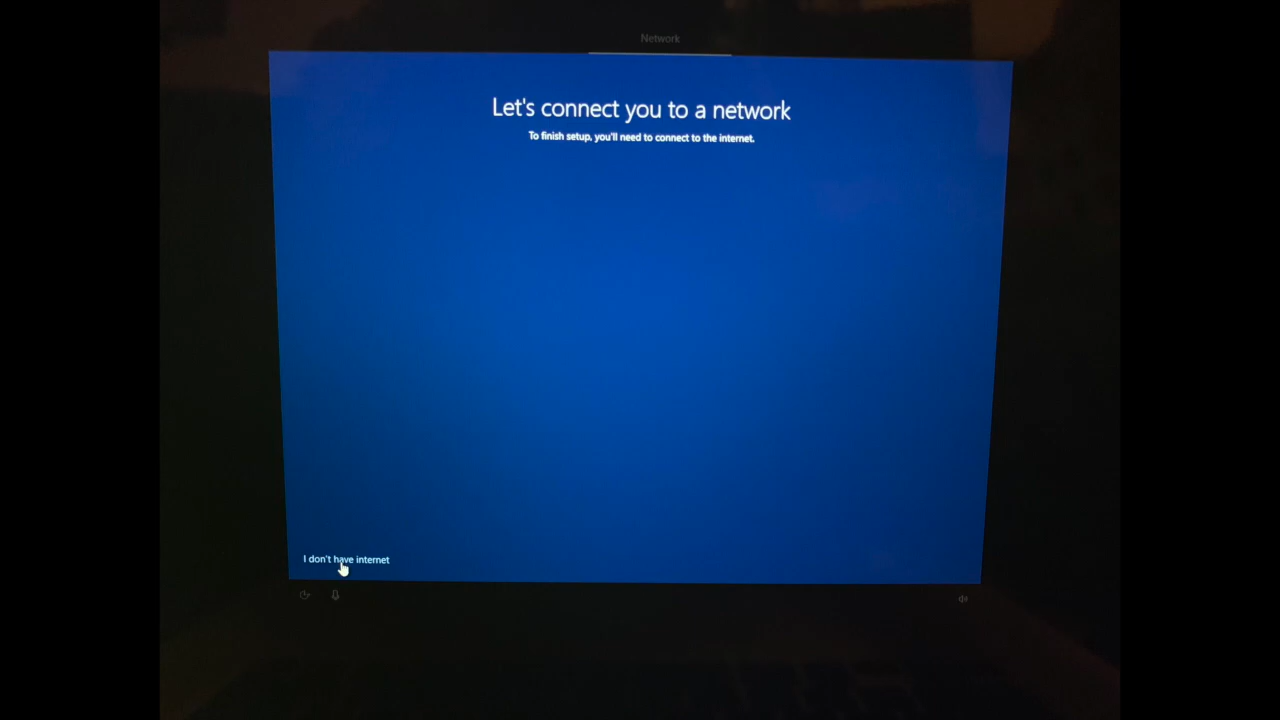 Network
Let's connect you to a network
To finish setup, you'll need to connect to the internet.
I don't have internet